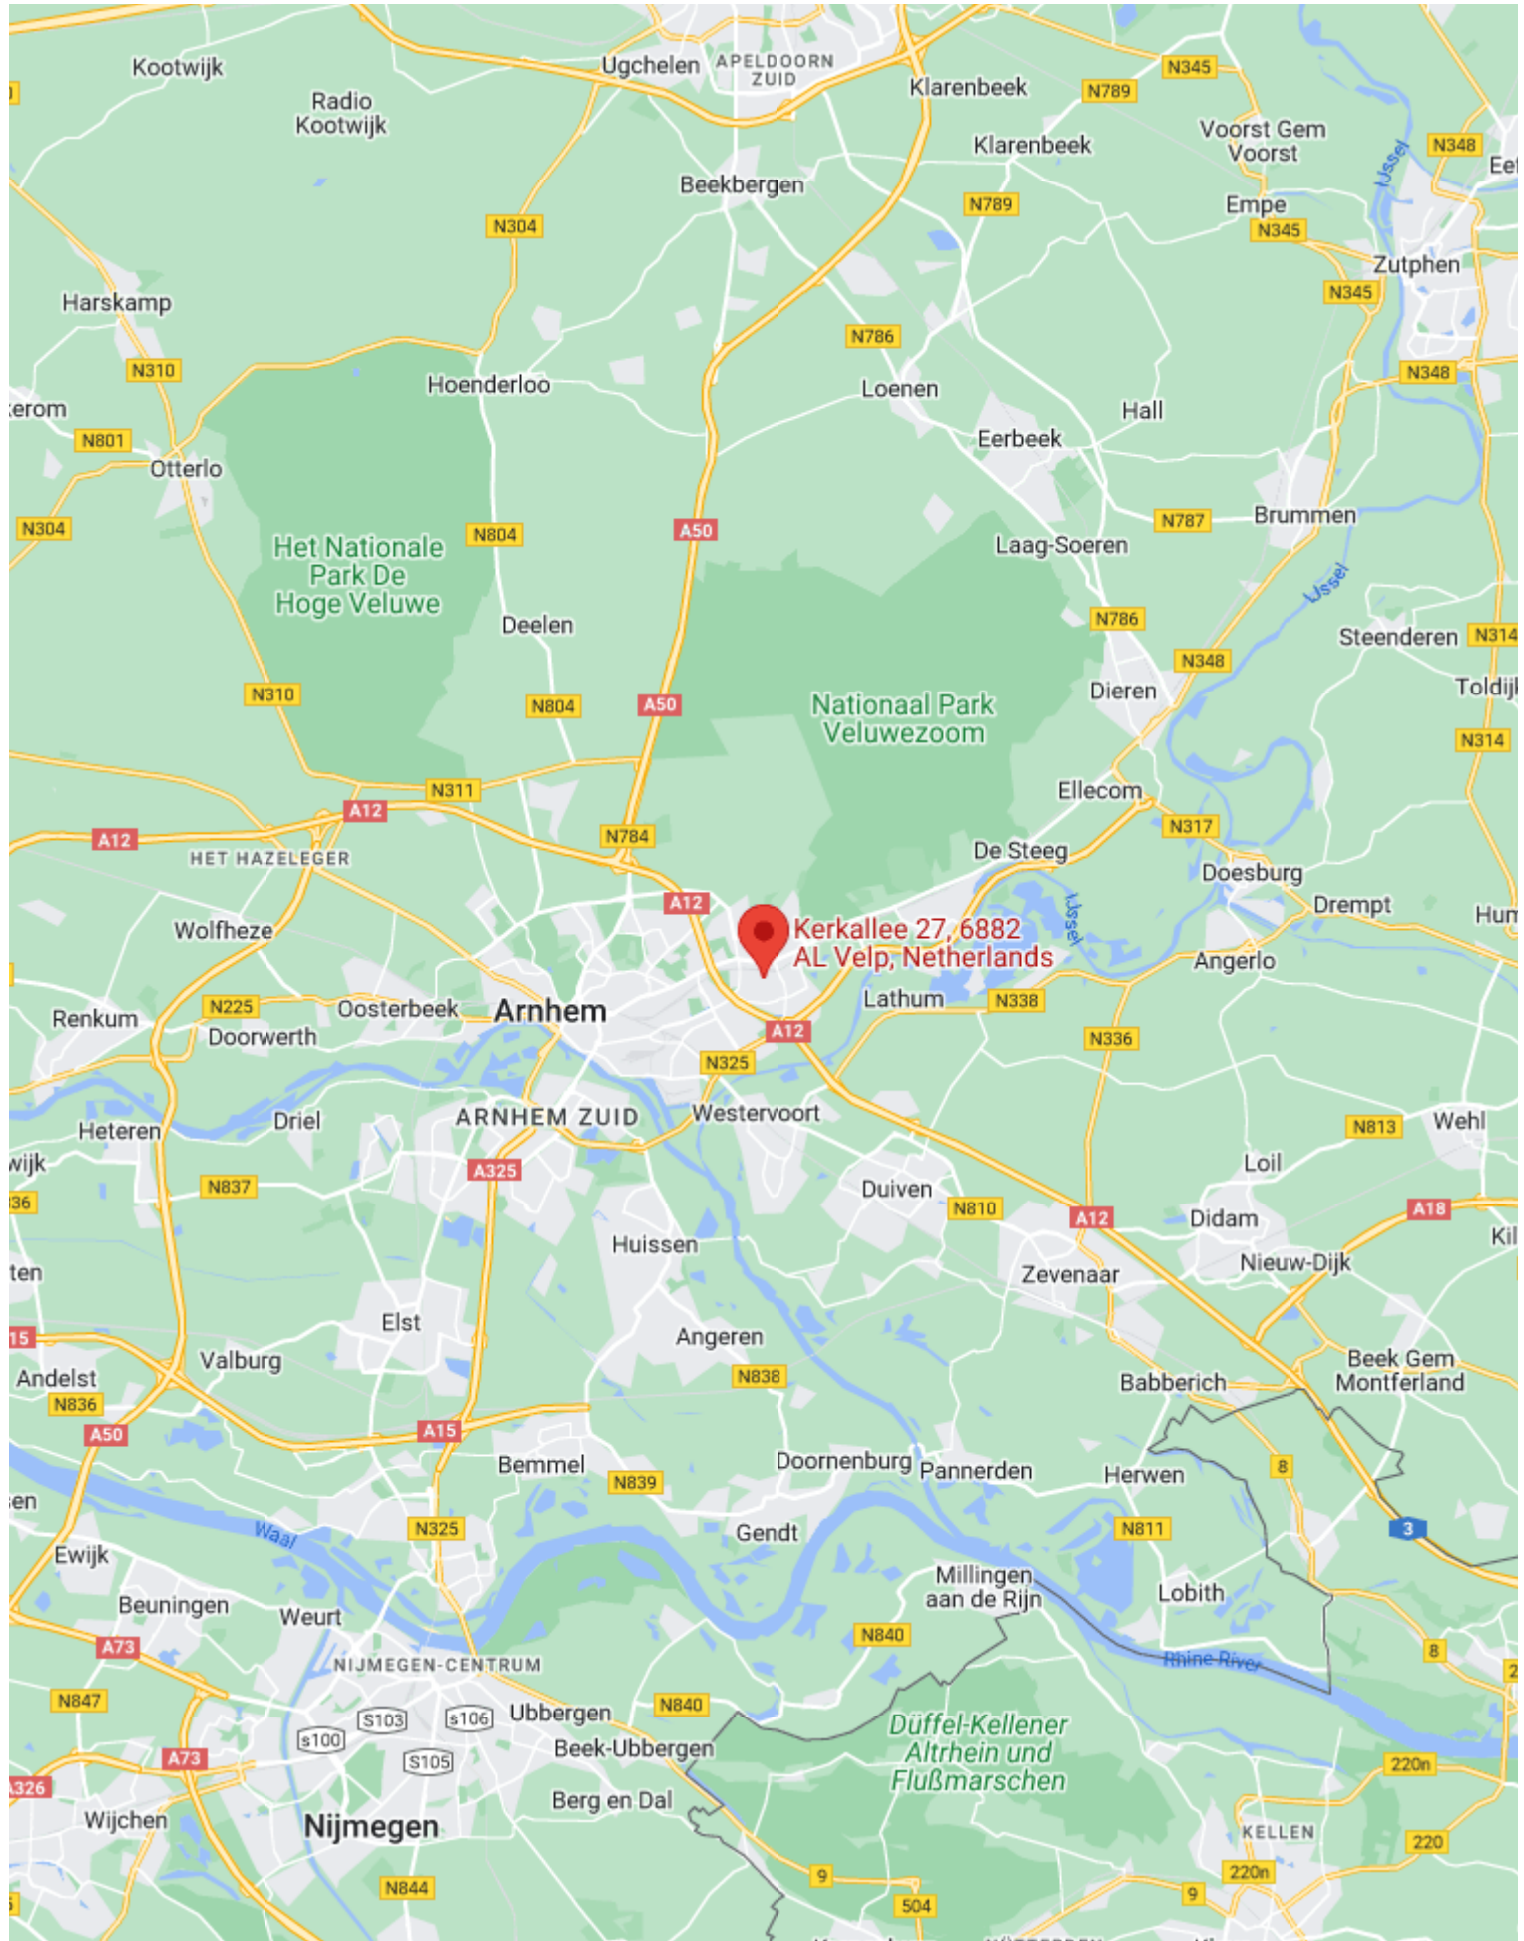 Kootwijk
Ugchelen
APELDOORN
ZUID
N345
Klarenbeek
N789
Radio
Kootwijk
Voorst Gem
Voorst
N348
Klarenbeek
IJssel
Beekbergen
N789
Empe
N304
N345
Zutphen
Harskamp
N345
N786
N310
N348
Hoenderloo
Loenen
Hall
N801
Eerbeek
Otterlo
N304
N804
A50
N787
Brummen
Het Nationale
Park De
Hoge Veluwe
Laag-Soeren
IJssel
Deelen
N786
Steenderen
N314
N348
N310
N804
A50
Nationaal Park
Veluwezoom
Dieren
N314
N311
Ellecom
A12
A12
N784
N317
HET HAZELEGER
De Steeg
Doesburg
A12
IJssel
Drempt
Wolfheze
Kerkallee 27, 6882
AL Velp, Netherlands
Angerlo
N225
Oosterbeek
Arnhem
Lathum
N338
Renkum
Doorwerth
A12
N336
N325
Driel
ARNHEM ZUID
Westervoort
Heteren
N813
Wehl
A325
Loil
N837
Duiven
N810
A12
Didam
A18
Huissen
Nieuw-Dijk
Zevenaar
Elst
Angeren
15
Valburg
Andelst
N838
Beek Gem
Montferland
Babberich
N836
A50
A15
Bemmel
Doornenburg
Pannerden
Herwen
8
N839
Waal
N325
Gendt
N811
3
Ewijk
Millingen
aan de Rijn
Lobith
Beuningen
Weurt
N840
A73
8
NIJMEGEN-CENTRUM
Rhine River
N847
S103
s106
Ubbergen
N840
s100
S105
Beek-Ubbergen
Düffel-Kellener
Altrhein und
Flußmarschen
A73
220n
A326
Berg en Dal
Wijchen
Nijmegen
KELLEN
220
N844
9
220n
9
504